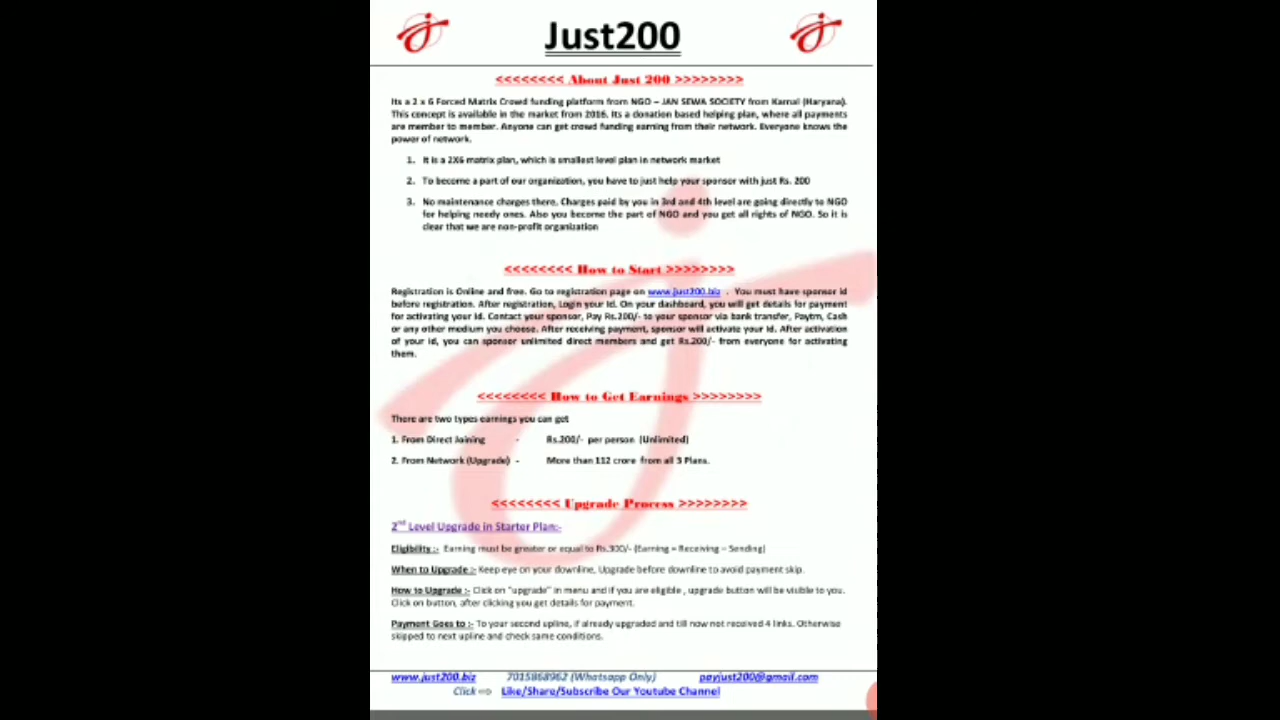 Just200
<<<<<<<< About Just 200 >>>>>>>>
Its a 2 x 6 Forced Matrix Crowd funding platform from NGO – JAN SEWA SOCIETY from Karnal (Haryana).
This concept is available in the market from 2016. Its a donation based helping plan, where all payments
are member to member. Anyone can get crowd funding earning from their network. Everyone knows the
power of network.
1. It is a 2X6 matrix plan, which is smallest level plan in network market
2. To become a part of our organization, you have to just help your sponsor with just Rs. 200
3. No maintenance charges there, Charges paid by you in 3rd and 4th level are going directly to NGO
for helping needy ones. Also you become the part of NGO and you get all rights of NGO. So it is
clear that we are non-profit organization
<<<<<<<< How to Start >>>>>>>>
Registration is Online and free. Go to registration page on www.just200.biz . You must have sponsor id
before registration. After registration, Login your Id. On your dashboard, you will get details for payment
for activating your id. Contact your sponsor, Pay Rs.200/- to your sponsor via bank transfer, Paytm, Cash
or any other medium you choose. After receiving payment, sponsor will activate your Id. After activation
of your id, you can sponsor unlimited direct members and get Rs.200/- from everyone for activating
them.
<<<<<<<< How to Get Earnings >>>>>>>>
There are two types earnings you can get
1. From Direct Joining - Rs.200/- per person (Unlimited)
2. From Network (Upgrade) - More than 112 crore from all 3 Plans.
<<<<<<<< Upgrade Process >>>>>>>>
2nd Level Upgrade in Starter Plan:-
Eligibility :- Earning must be greater or equal to Rs.300/- (Earning = Receiving – Sending)
When to Upgrade :- Keep eye on your downline, Upgrade before downline to avoid payment skip.
How to Upgrade :- Click on "upgrade" in menu and if you are eligible , upgrade button will be visible to you.
Click on button, after clicking you get details for payment.
Payment Goes to :- To your second upline, if already upgraded and till now not received 4 links. Otherwise
skipped to next upline and check same conditions.
www.just200.biz 7015868962 (Whatsapp Only) payjust200@gmail.com
Click ⇨ Like/Share/Subscribe Our Youtube Channel